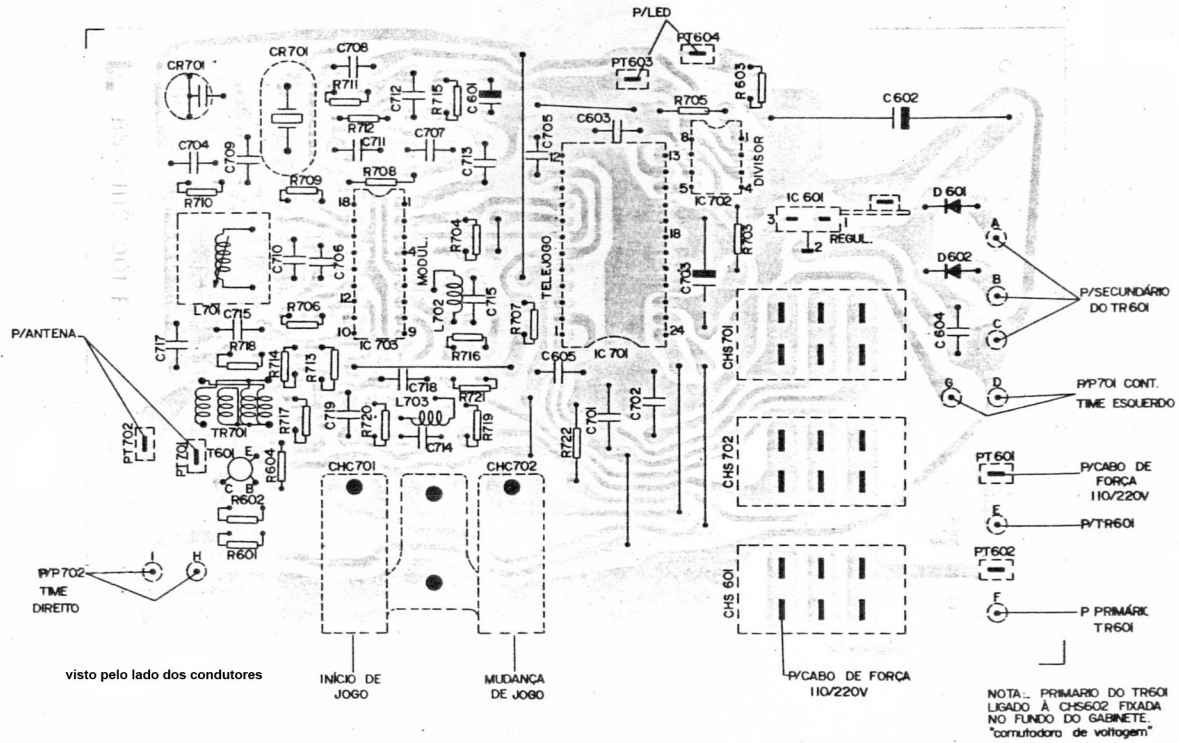 P/LED
PT604
PT603
C708
CR701
CR701
R711
C712
R715
C601
R603
R705
C602
C603
R712
C711
C707
C705
C704
C709
C713
12
13
8
1
DIVISOR
R708
5
4
R709
R710
18
1
IC702
IC 601
D 601
3
REGUL.
2
A
R704
MODUL.
4
TELEJOGO
18
R703
C710
C706
C703
D602
B
P/SECUNDÁRIO
DO TR601
L701
C715
R706
13
L702
C715
R707
10
9
1
24
C604
C
P/ANTENA
C717
R718
IC 703
R716
IC 701
CHS701
R714
R713
C605
C718
R721
L703
G
D
P/P701 CONT.
TIME ESQUERDO
R717
C719
R720
R719
C714
C701
C702
R722
PT702
PT701
TR701
T601
E
C
B
R604
R602
R601
CHC701
CHC702
CHS702
PT601
P/CABO DE
FORÇA
110/220V
E
P/TR601
I
H
P/P702
TIME
DIREITO
CHS 601
PT602
F
P PRIMÁRIO
TR601
visto pelo lado dos condutores
INÍCIO DE
JOGO
MUDANÇA
DE JOGO
P/CABO DE FORÇA
110/220V
NOTA:_ PRIMARIO DO TR601
LIGADO À CHS602 FIXADA
NO FUNDO DO GABINETE.
"comutadora de voltagem"